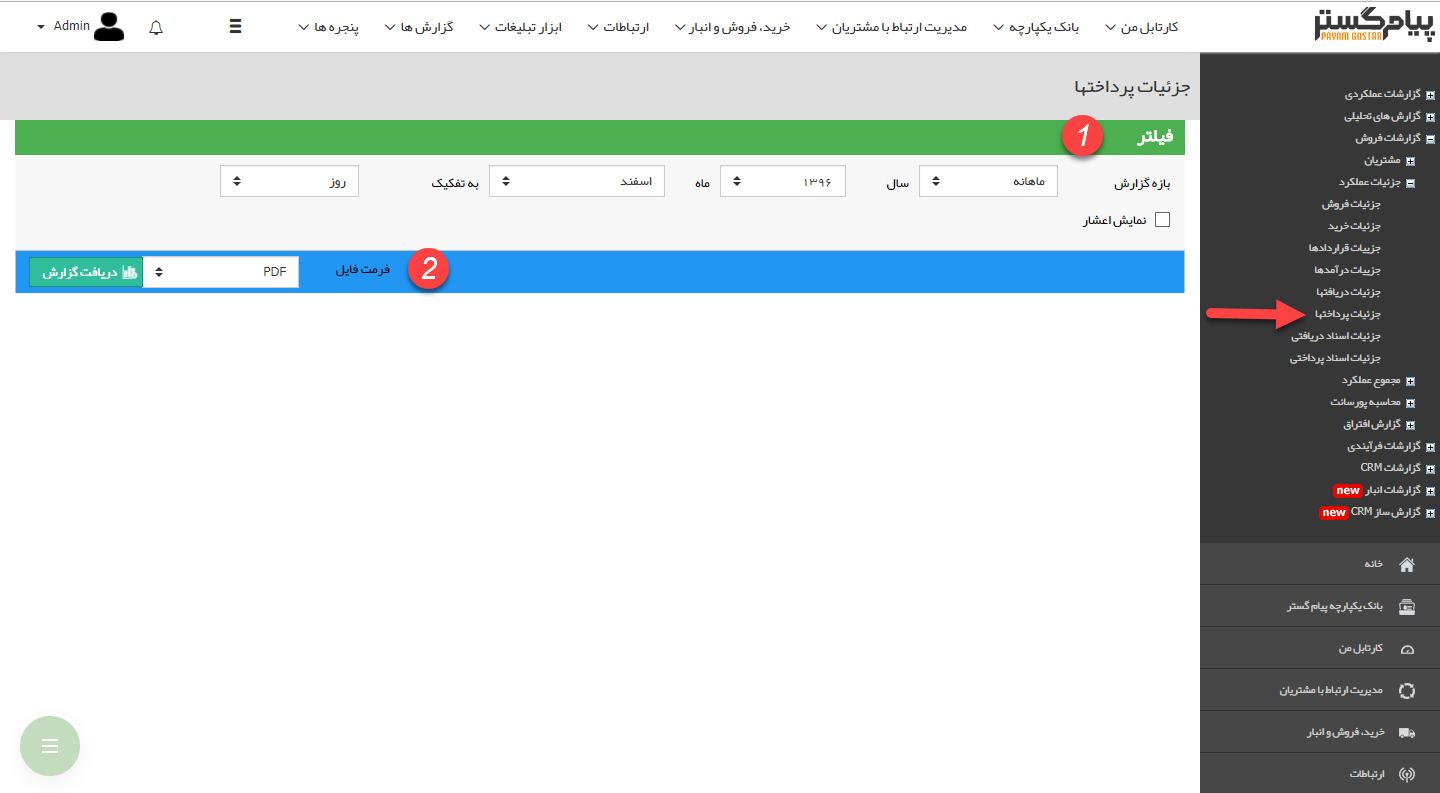 پیام‌گستر
PAYAM GOSTAR
کارتابل من
بانک یکپارچه
مدیریت ارتباط با مشتریان
خرید، فروش و انبار
ارتباطات
ابزار تبلیغات
گزارش ها
پنجره ها
Admin
جزئیات پرداختها
گزارشات عملکردی
گزارش های تحلیلی
گزارشات فروش
مشتریان
جزئیات عملکرد
جزئیات فروش
جزئیات خرید
جزییات قراردادها
جزییات درآمدها
جزئیات دریافتها
جزئیات پرداختها
جزئیات اسناد دریافتی
جزئیات اسناد پرداختی
مجموع عملکرد
محاسبه پورسانت
گزارش افتراق
گزارشات فرآیندی
گزارشات CRM
گزارشات انبار new
گزارش ساز CRM new
خانه
بانک یکپارچه پیام گستر
کارتابل من
مدیریت ارتباط با مشتریان
خرید، فروش و انبار
ارتباطات
فیلتر 1
بازه گزارش ماهانه سال ۱۳۹۶ ماه اسفند به تفکیک روز
نمایش اعشار
2 فرمت فایل PDF دریافت گزارش